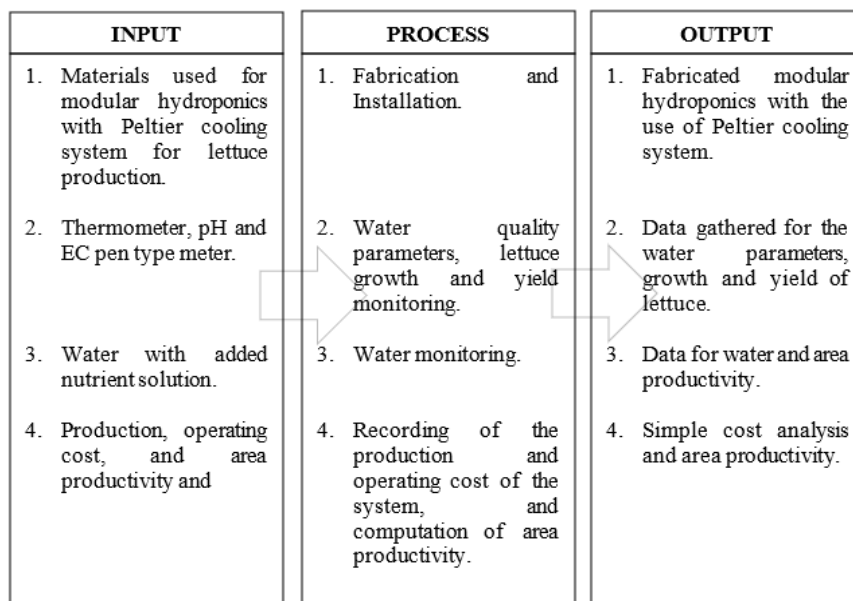 INPUT
1. Materials used for
modular hydroponics
with Peltier cooling
system for lettuce
production.
2. Thermometer, pH and
EC pen type meter.
3. Water with added
nutrient solution.
4. Production, operating
cost, and area
productivity and
PROCESS
1. Fabrication and
Installation.
2. Water quality
parameters, lettuce
growth and yield
monitoring.
3. Water monitoring.
4. Recording of the
production and
operating cost of the
system, and
computation of area
productivity.
OUTPUT
1. Fabricated modular
hydroponics with the
use of Peltier cooling
system.
2. Data gathered for the
water parameters,
growth and yield of
lettuce.
3. Data for water and area
productivity.
4. Simple cost analysis
and area productivity.